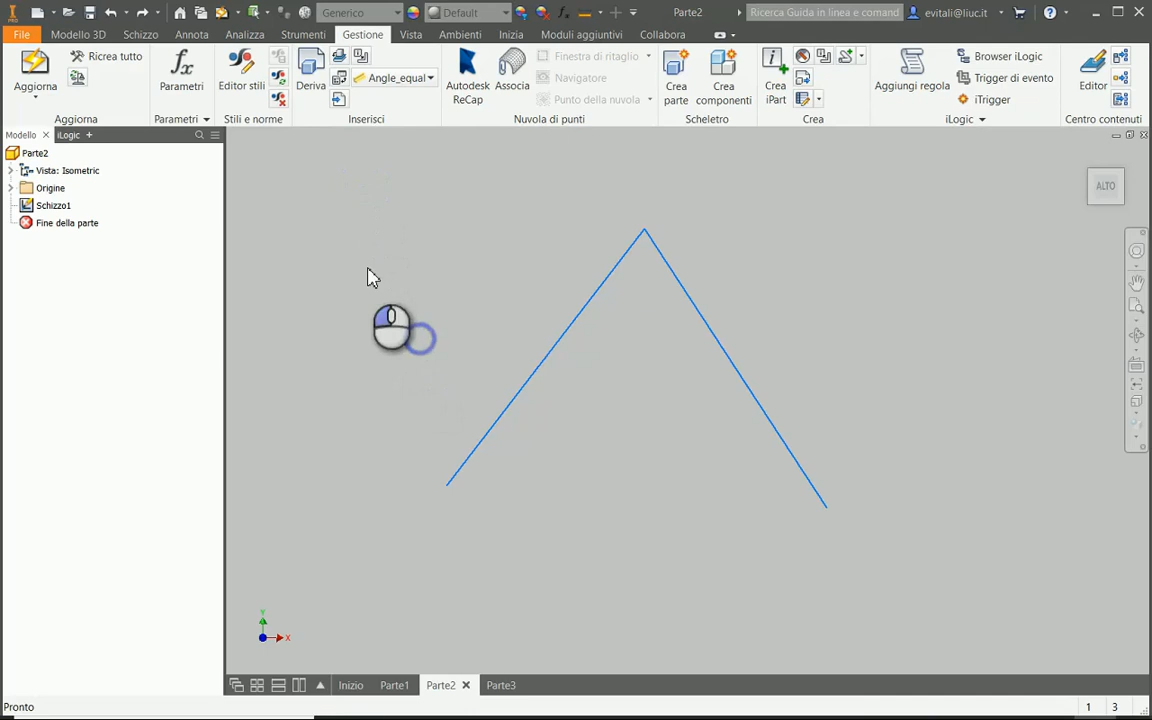 Generico
Default
Parte2
Ricerca Guida in linea e comand
evitali@liuc.it
File
Modello 3D
Schizzo
Annota
Analizza
Strumenti
Gestione
Vista
Ambienti
Inizia
Moduli aggiuntivi
Collabora
Aggiorna
Ricrea tutto
Aggiorna
fx
Parametri
Parametri
Editor stili
Stili e norme
Deriva
Angle_equal
Inserisci
Autodesk
ReCap
Associa
Finestra di ritaglio
Navigatore
Punto della nuvola
Nuvola di punti
Crea
parte
Crea
componenti
Scheletro
Crea
iPart
Crea
Aggiungi regola
Browser iLogic
Trigger di evento
iTrigger
iLogic
Editor
Centro contenuti
Modello
iLogic
Parte2
Vista: Isometric
Origine
Schizzo1
Fine della parte
ALTO
Y
X
Inizio
Parte1
Parte2
Parte3
Pronto
1
3